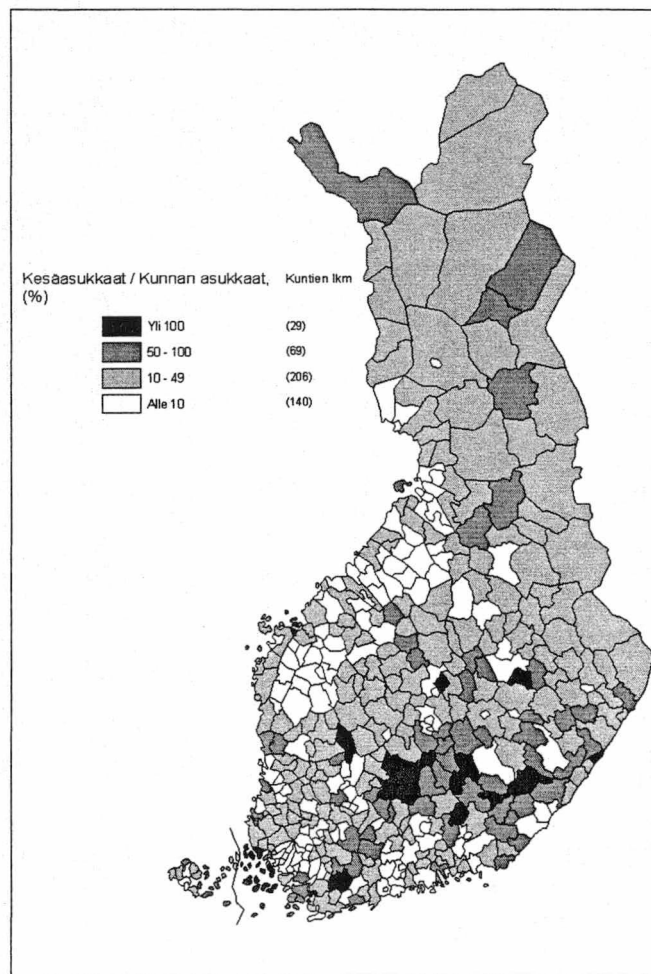 Kesäasukkaat / Kunnan asukkaat, Kuntien lkm
(%)
Yli 100 (29)
50 - 100 (69)
10 - 49 (206)
Alle 10 (140)